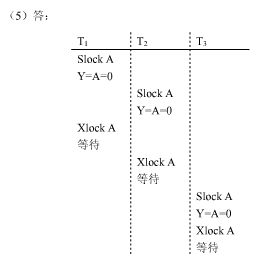 （5）答：
T₁ T₂ T₃
Slock A
Y=A=0
Slock A
Y=A=0
Xlock A
等待
Xlock A
等待
Slock A
Y=A=0
Xlock A
等待